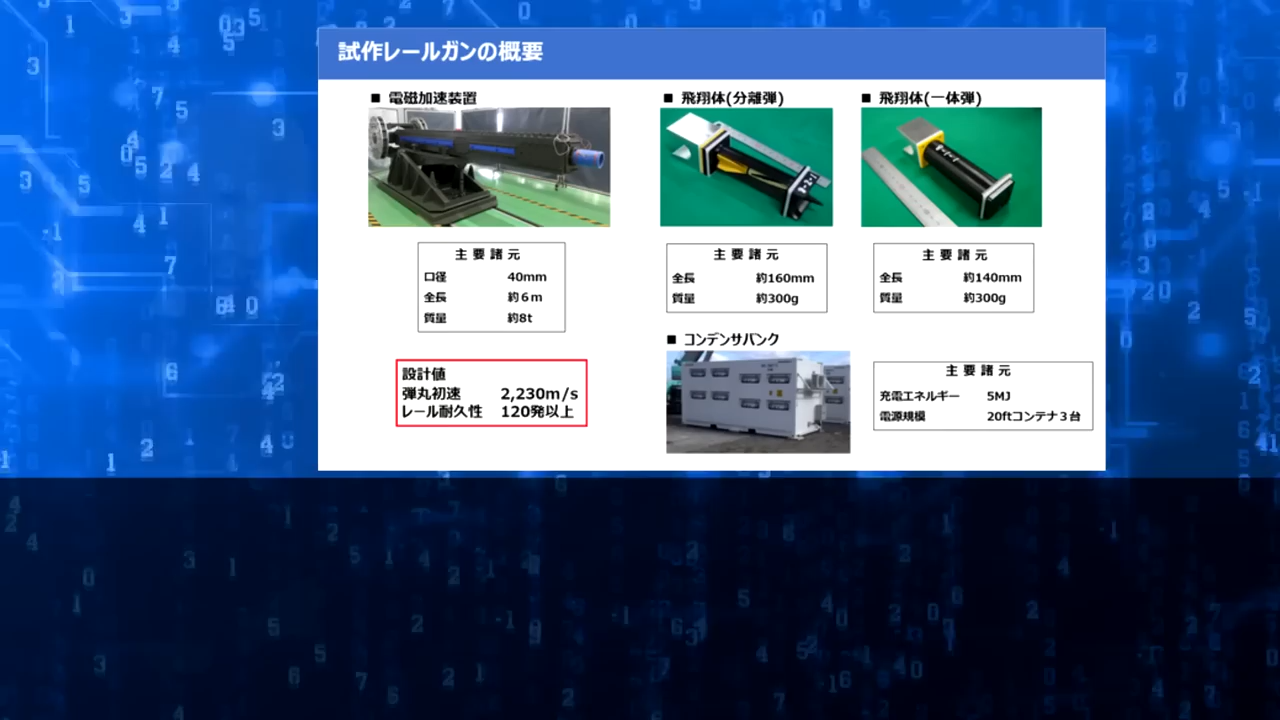 試作レールガンの概要
■ 電磁加速装置
主要諸元
口径 40mm
全長 約6m
質量 約8t
設計値
弾丸初速 2,230m/s
レール耐久性 120発以上
■ 飛翔体(分離弾)
主要諸元
全長 約160mm
質量 約300g
■ 飛翔体(一体弾)
主要諸元
全長 約140mm
質量 約300g
■ コンデンサバンク
主要諸元
充電エネルギー 5MJ
電源規模 20ftコンテナ3台